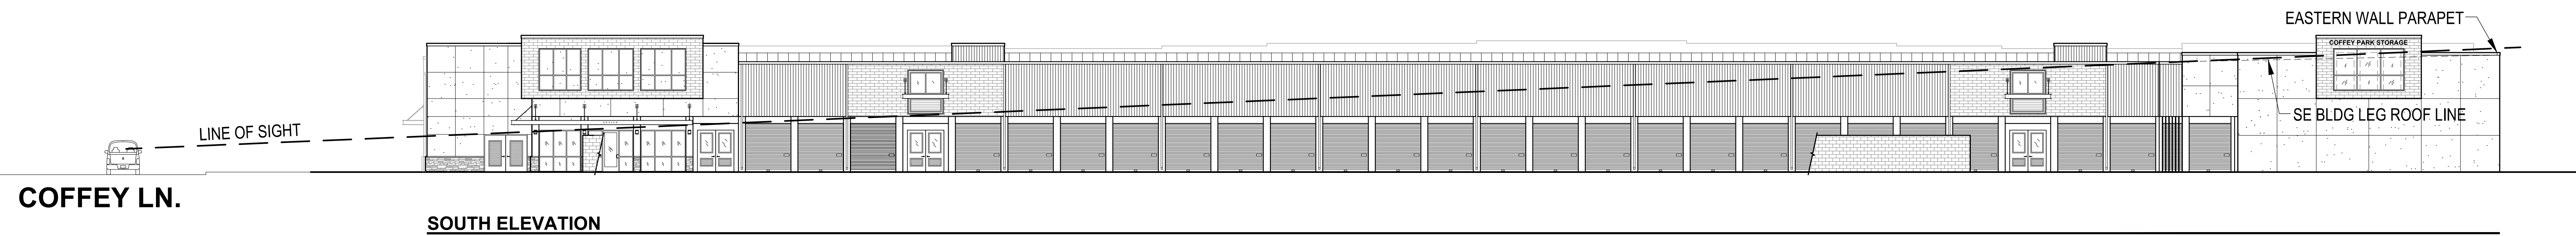 EASTERN WALL PARAPET
COFFEY PARK STORAGE
LINE OF SIGHT
SE BLDG LEG ROOF LINE
COFFEY LN.
SOUTH ELEVATION